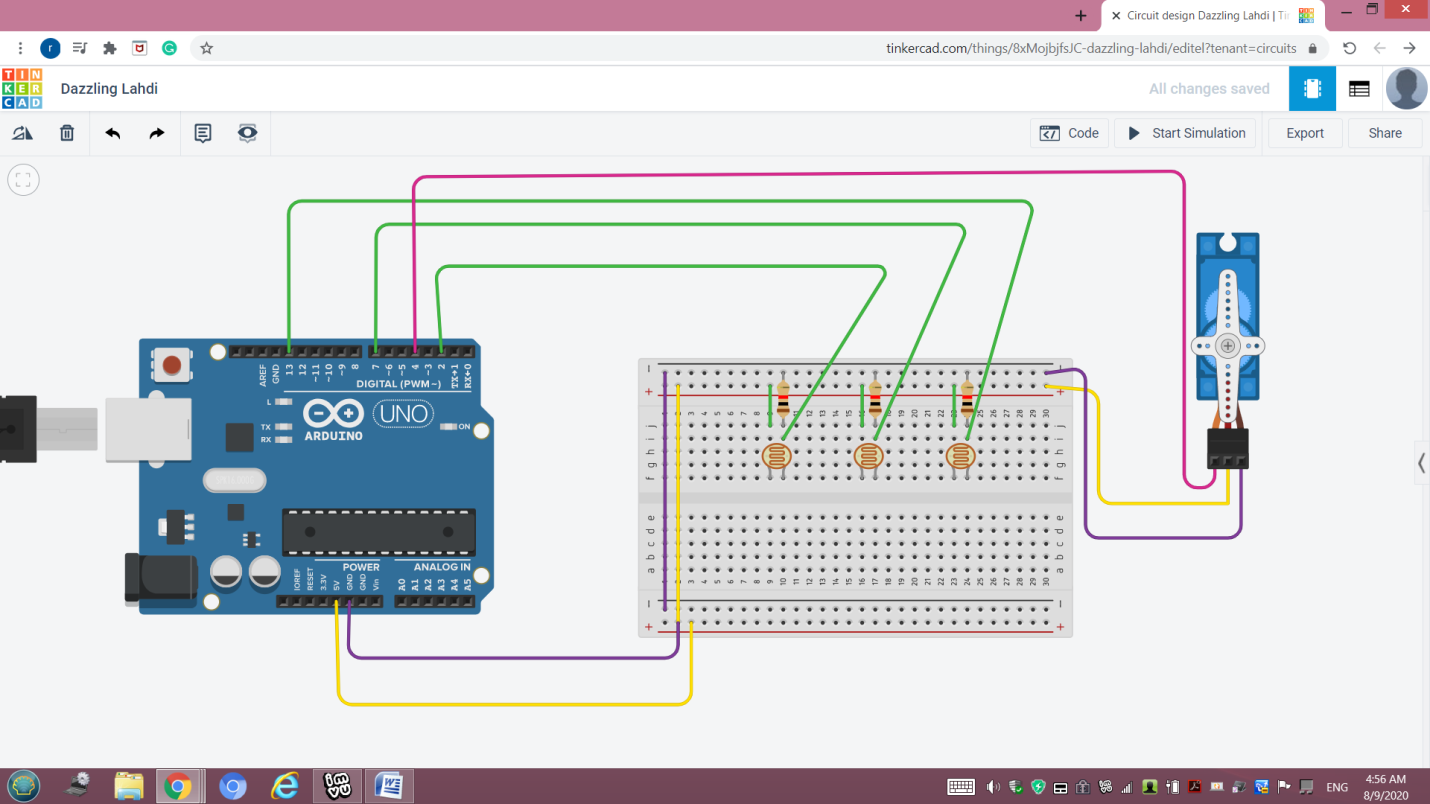 Circuit design Dazzling Lahdi | Tin
tinkercad.com/things/8xMojbjfsJC-dazzling-lahdi/editel?tenant=circuits
r
TIN
KER
CAD
Dazzling Lahdi
All changes saved
Code
Start Simulation
Export
Share
AREF
GND
13
12
~11
~10
~9
8
7
~6
~5
4
~3
2
TX→1
RX←0
DIGITAL (PWM~)
L
TX
RX
UNO
ARDUINO
ON
POWER
ANALOG IN
IOREF
RESET
3.3V
5V
GND
GND
Vin
A0
A1
A2
A3
A4
A5
j
i
h
g
f
e
d
c
b
a
ENG
4:56 AM
8/9/2020